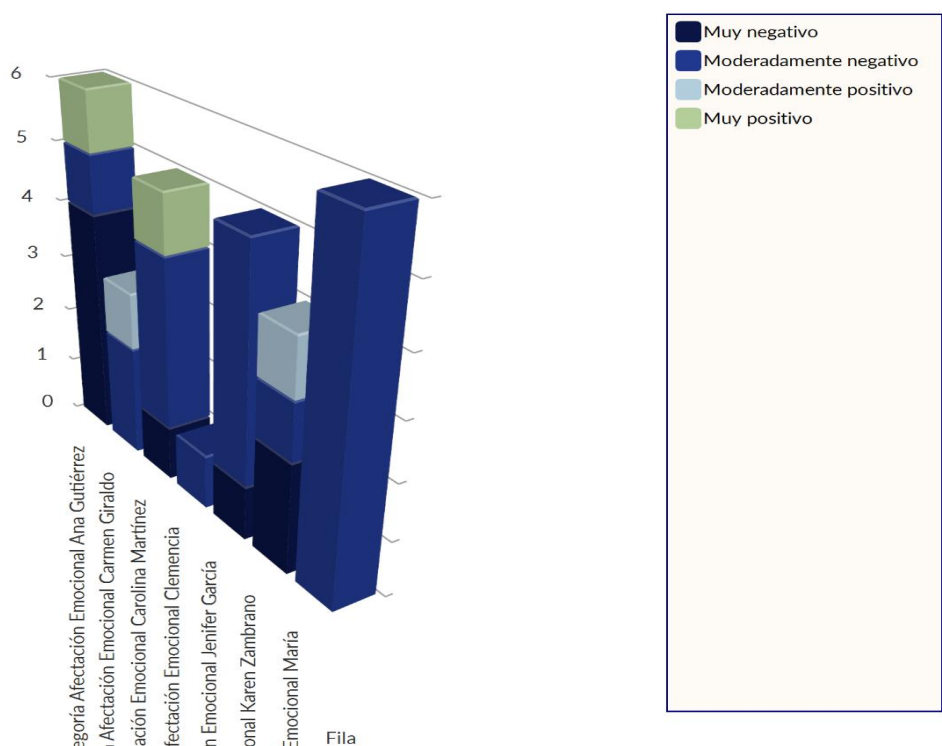 6
5
4
3
2
1
0
egoría Afectación Emocional Ana Gutiérrez
Afectación Emocional Carmen Giraldo
ación Emocional Carolina Martínez
fectación Emocional Clemencia
n Emocional Jenifer García
onal Karen Zambrano
Emocional María
Fila
Muy negativo
Moderadamente negativo
Moderadamente positivo
Muy positivo